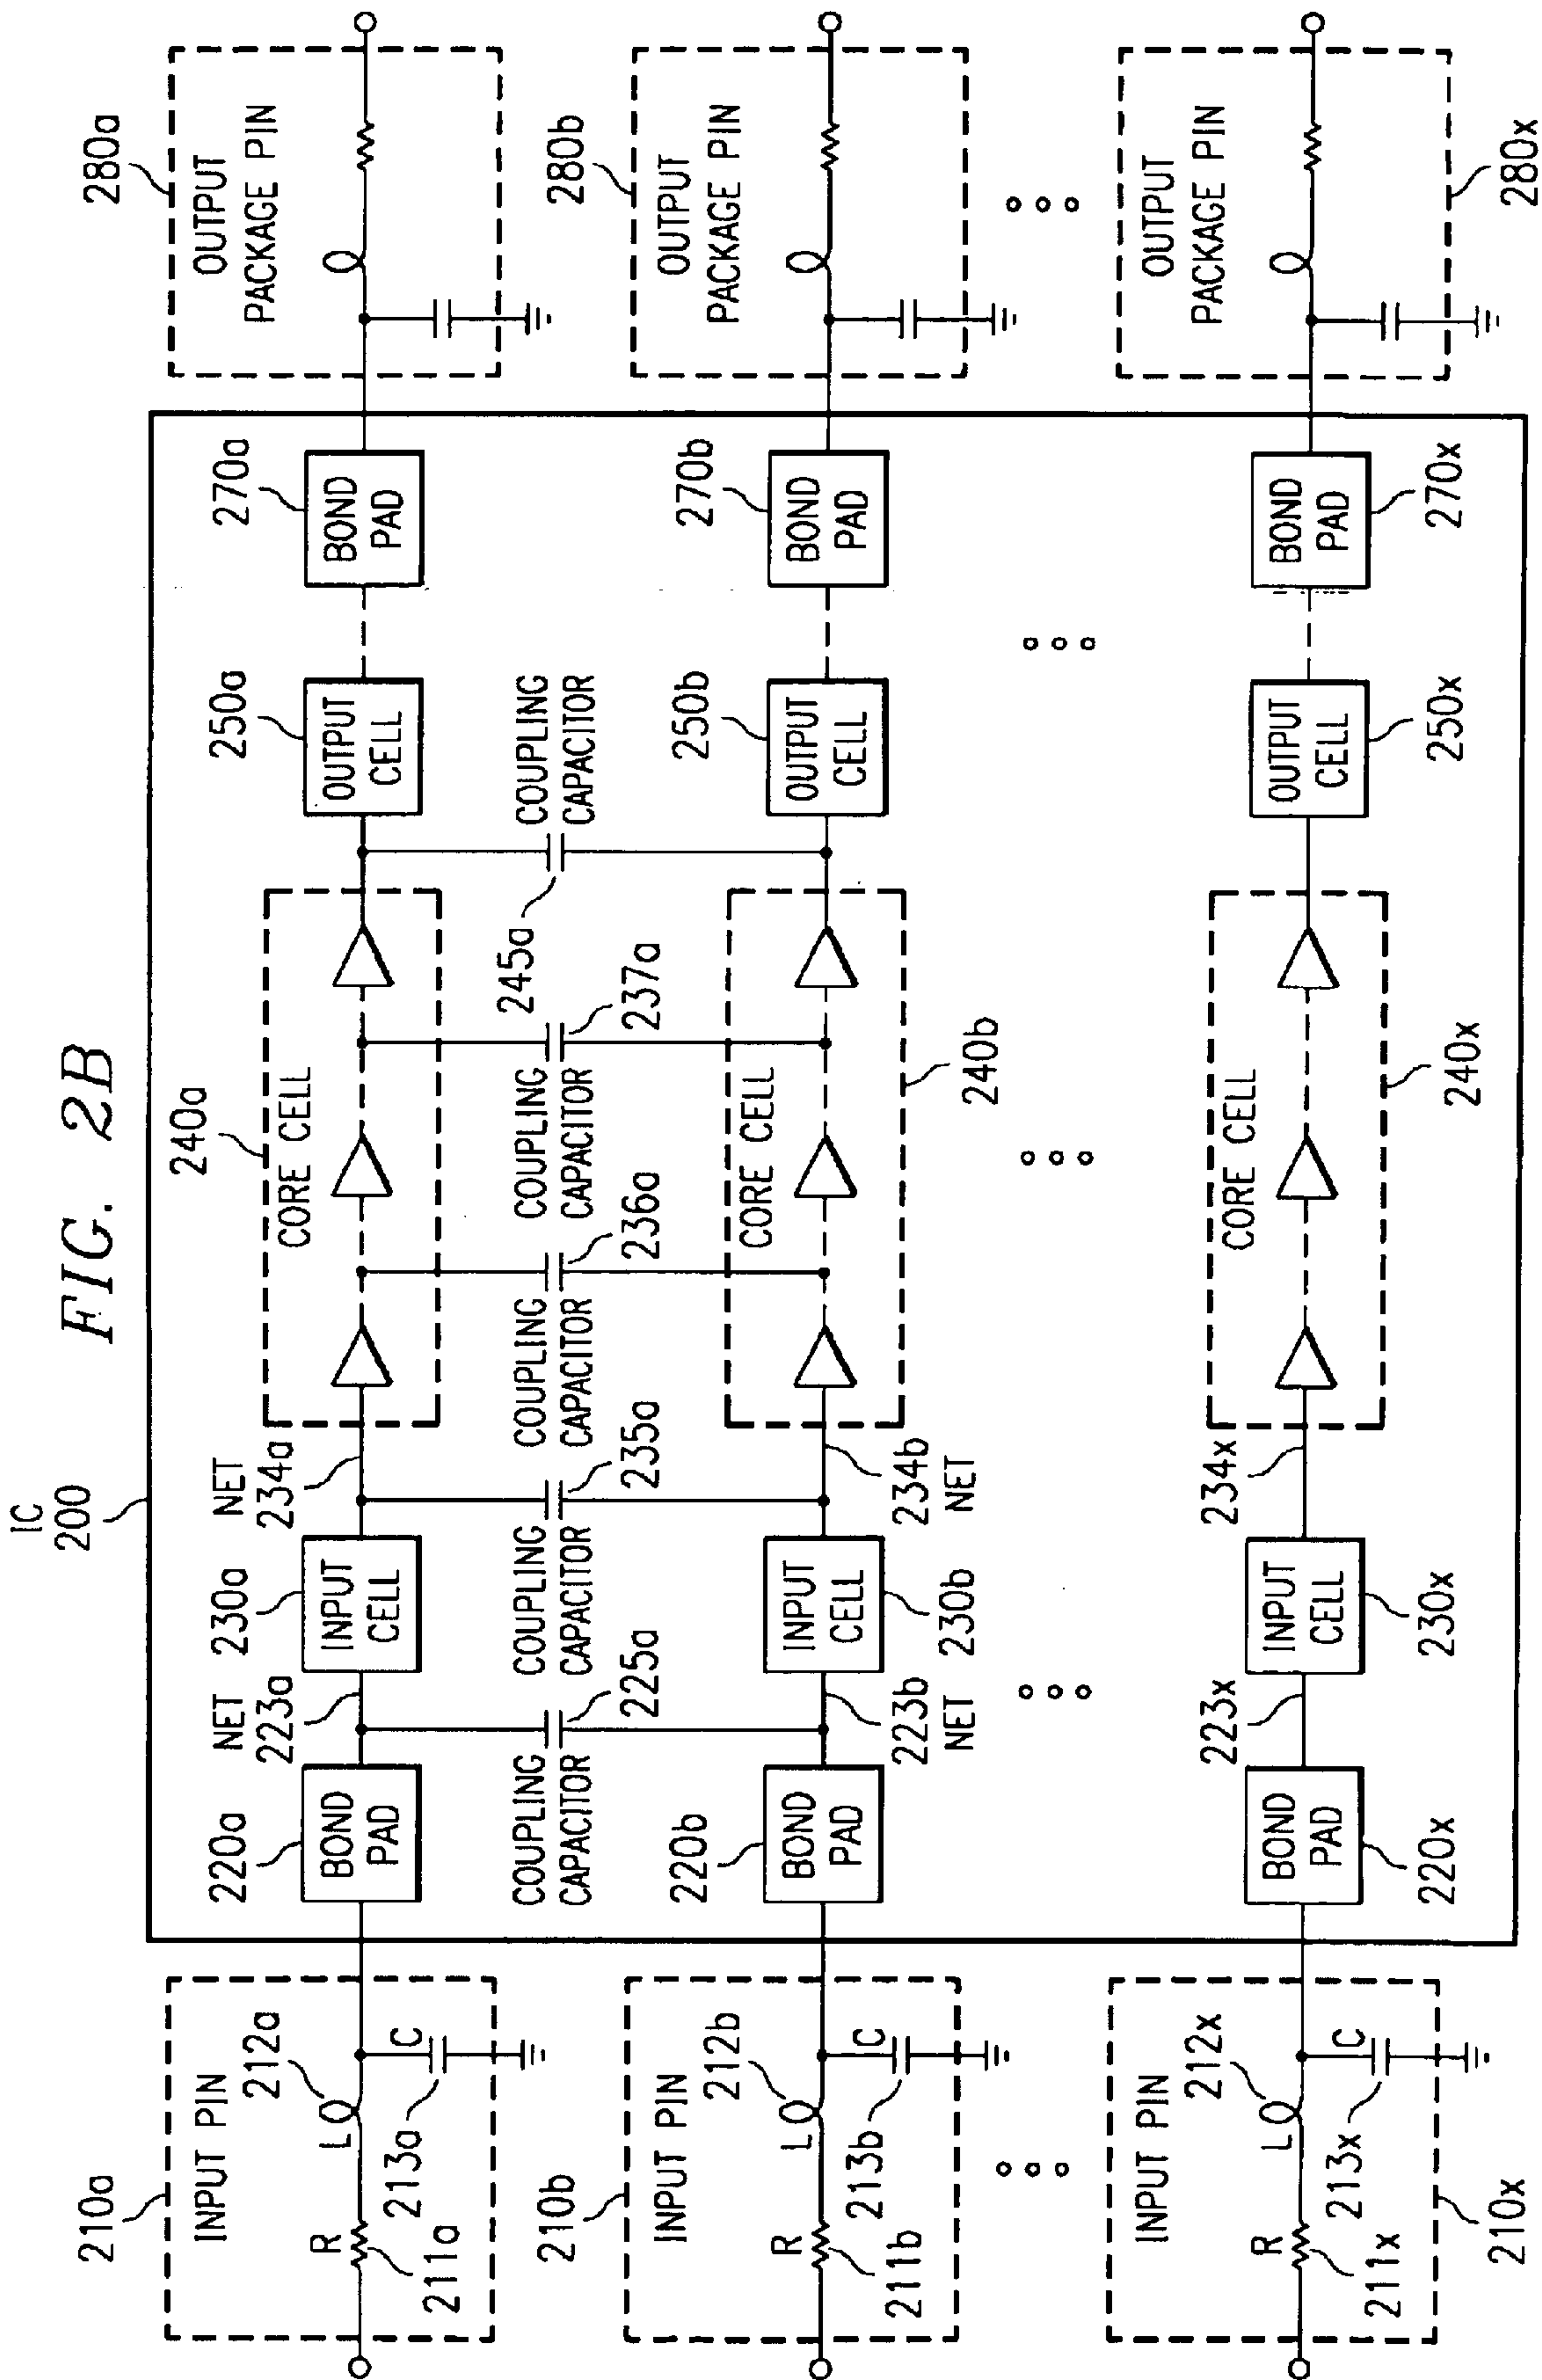 FIG. 2B
IC
200
210a
INPUT PIN
R
211a
L
212a
213a
C
220a
BOND
PAD
NET
223a
230a
INPUT
CELL
NET
234a
240a
CORE CELL
250a
OUTPUT
CELL
270a
BOND
PAD
280a
OUTPUT
PACKAGE PIN
COUPLING
CAPACITOR
225a
COUPLING
CAPACITOR
235a
COUPLING
CAPACITOR
236a
COUPLING
CAPACITOR
237a
245a
COUPLING
CAPACITOR
210b
INPUT PIN
R
211b
L
212b
213b
C
220b
BOND
PAD
223b
NET
INPUT
CELL
230b
234b
NET
CORE CELL
240b
250b
OUTPUT
CELL
270b
BOND
PAD
280b
OUTPUT
PACKAGE PIN
INPUT PIN
R
211x
L
212x
213x
C
210x
BOND
PAD
220x
223x
INPUT
CELL
230x
234x
CORE CELL
240x
OUTPUT
CELL
250x
BOND
PAD
270x
OUTPUT
PACKAGE PIN
280x